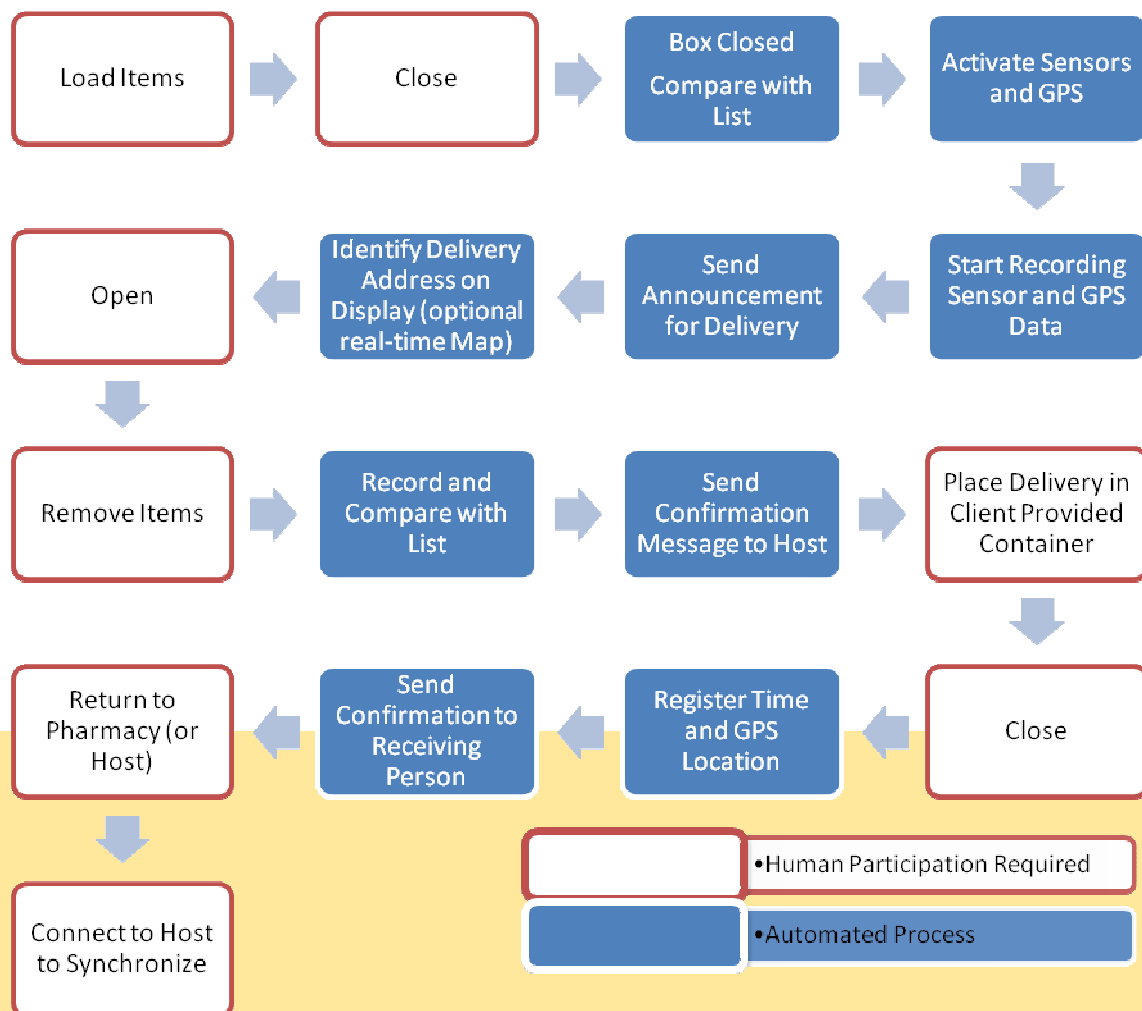 Load Items
Close
Box Closed
Compare with
List
Activate Sensors
and GPS
Open
Identify Delivery
Address on
Display (optional
real-time Map)
Send
Announcement
for Delivery
Start Recording
Sensor and GPS
Data
Remove Items
Record and
Compare with
List
Send
Confirmation
Message to Host
Place Delivery in
Client Provided
Container
Return to
Pharmacy (or
Host)
Send
Confirmation to
Receiving
Person
Register Time
and GPS
Location
Close
Connect to Host
to Synchronize
•Human Participation Required
•Automated Process